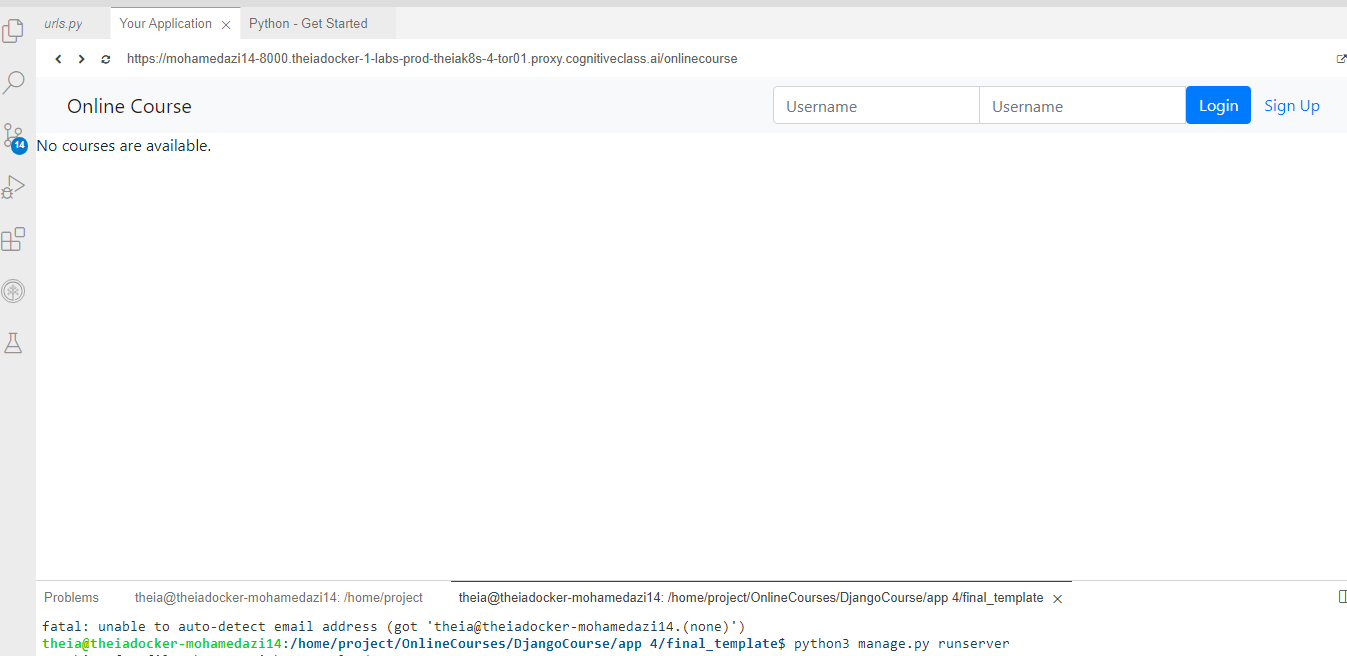 urls.py Your Application Python - Get Started
https://mohamedazi14-8000.theiadocker-1-labs-prod-theiak8s-4-tor01.proxy.cognitiveclass.ai/onlinecourse
Online Course Username Username Login Sign Up
14
No courses are available.
Problems theia@theiadocker-mohamedazi14: /home/project theia@theiadocker-mohamedazi14: /home/project/OnlineCourses/DjangoCourse/app 4/final_template
fatal: unable to auto-detect email address (got 'theia@theiadocker-mohamedazi14.(none)')
theia@theiadocker-mohamedazi14:/home/project/OnlineCourses/DjangoCourse/app 4/final_template$ python3 manage.py runserver